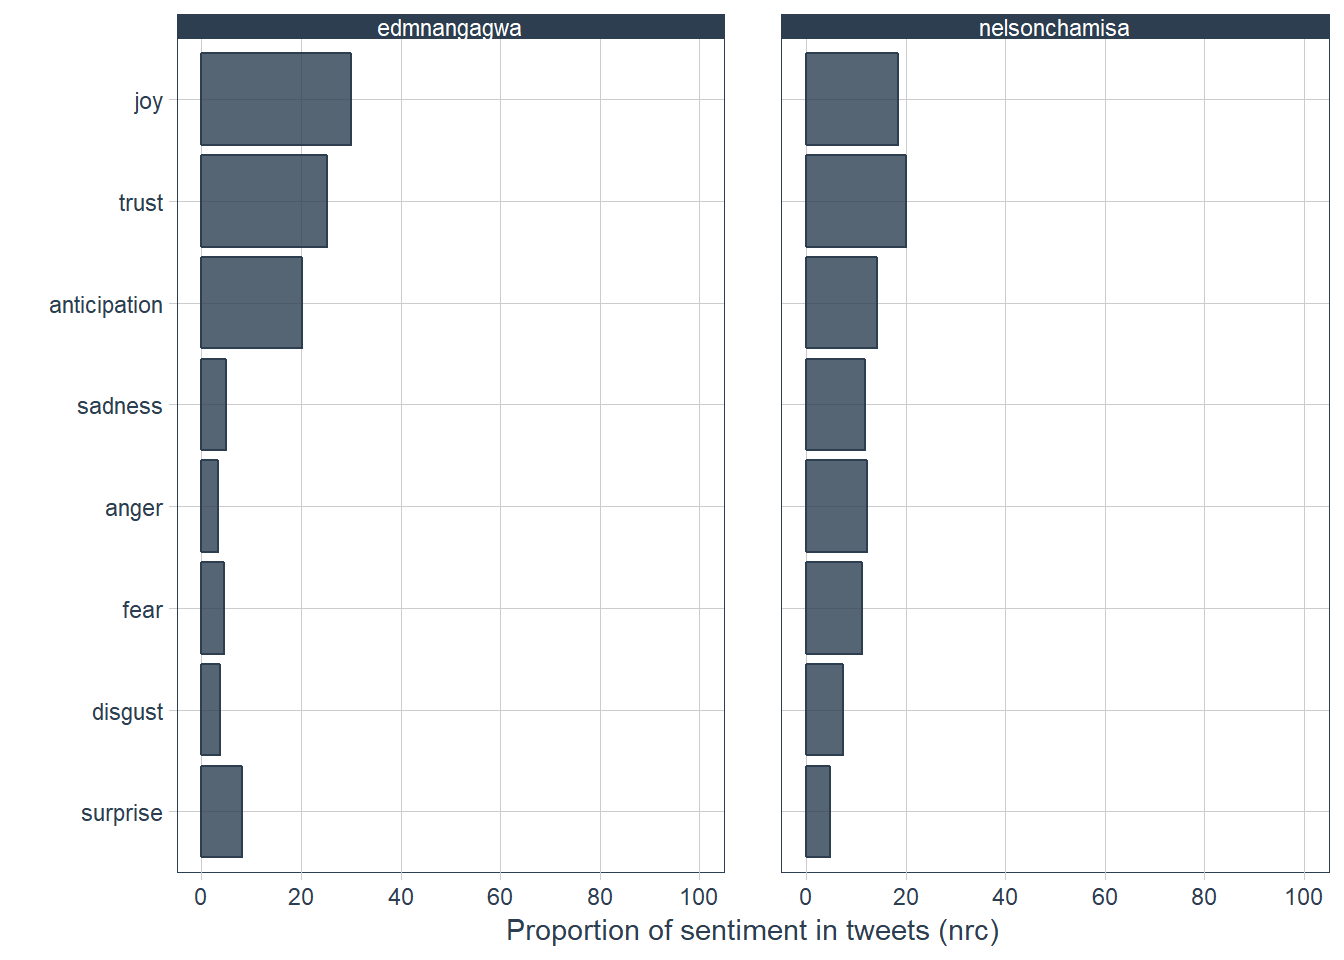 edmnangagwa
nelsonchamisa
joy
trust
anticipation
sadness
anger
fear
disgust
surprise
0 20 40 60 80 100
0 20 40 60 80 100
Proportion of sentiment in tweets (nrc)